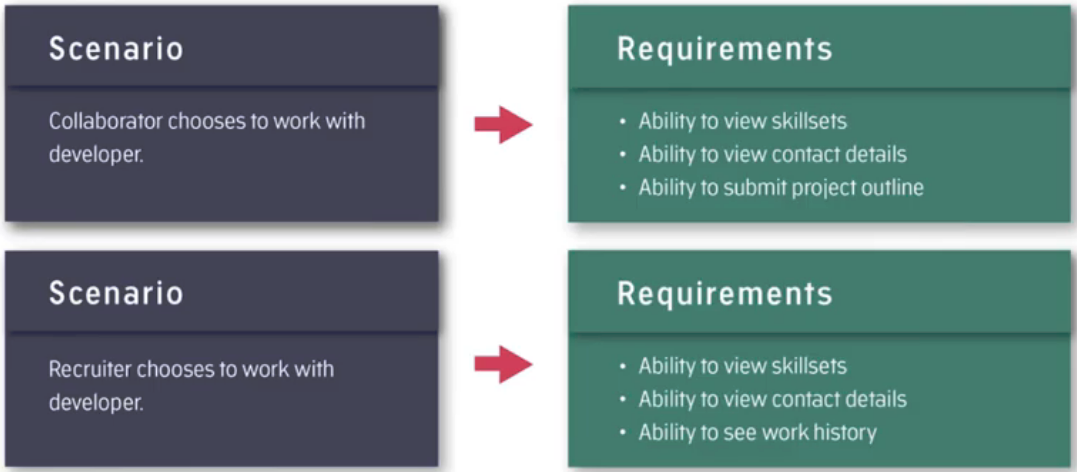 Scenario
Collaborator chooses to work with
developer.
Requirements
• Ability to view skillsets
• Ability to view contact details
• Ability to submit project outline
Scenario
Recruiter chooses to work with
developer.
Requirements
• Ability to view skillsets
• Ability to view contact details
• Ability to see work history